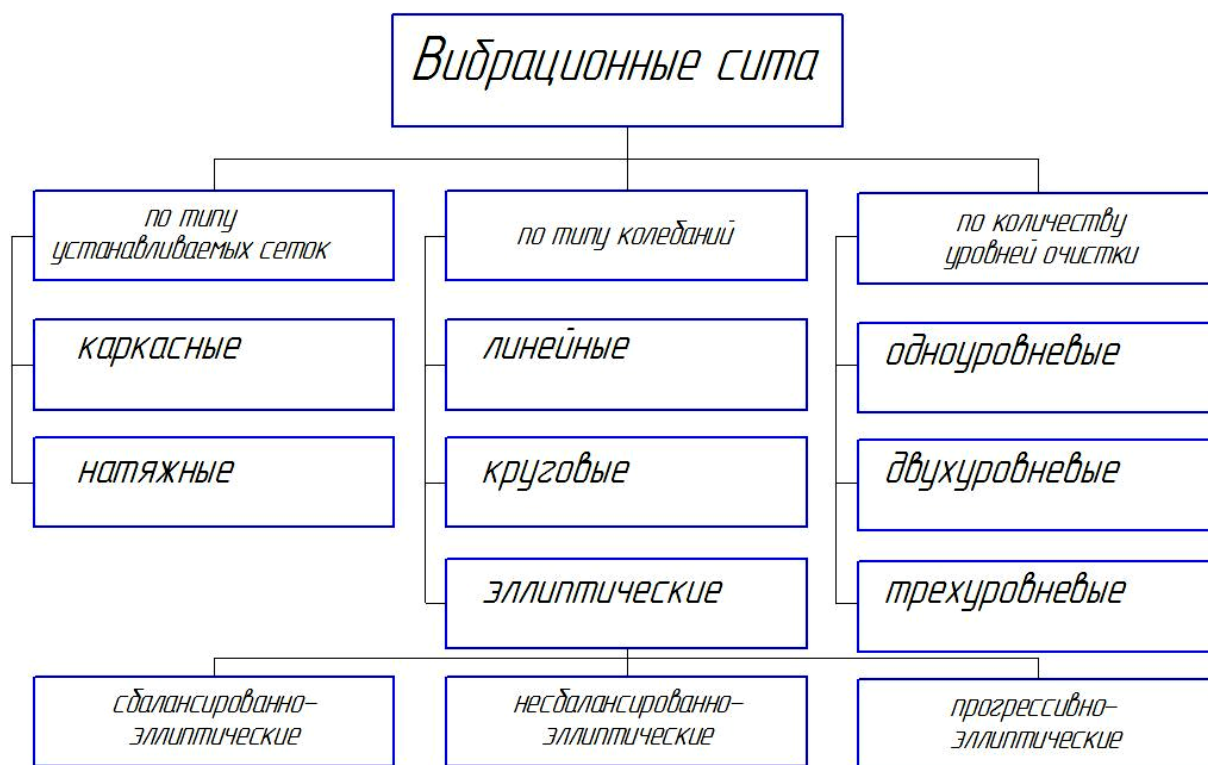 Вибрационные сита
по типу
устанавливаемых сеток
по типу колебаний
по количеству
уровней очистки
каркасные
линейные
одноуровневые
натяжные
круговые
двухуровневые
эллиптические
трехуровневые
сбалансированно-
эллиптические
несбалансированно-
эллиптические
прогрессивно-
эллиптические